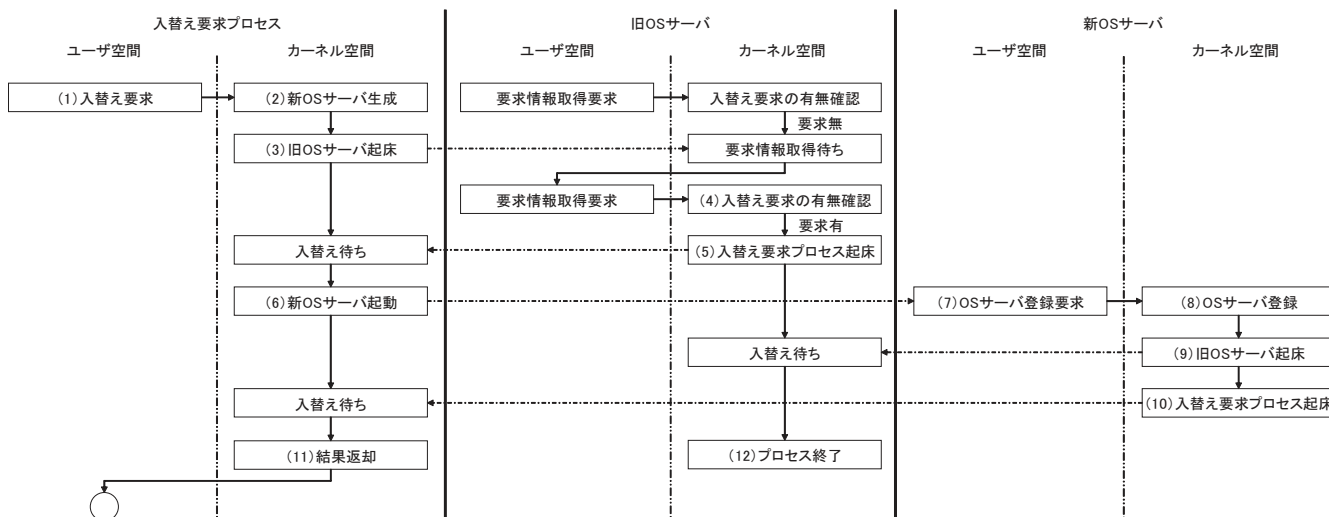 入替え要求プロセス 旧OSサーバ 新OSサーバ
ユーザ空間 カーネル空間 ユーザ空間 カーネル空間 ユーザ空間 カーネル空間
(1)入替え要求 (2)新OSサーバ生成 要求情報取得要求 入替え要求の有無確認
要求無
(3)旧OSサーバ起床 要求情報取得待ち
要求情報取得要求 (4)入替え要求の有無確認
要求有
入替え待ち (5)入替え要求プロセス起床
(6)新OSサーバ起動 (7)OSサーバ登録要求 (8)OSサーバ登録
入替え待ち (9)旧OSサーバ起床
入替え待ち (10)入替え要求プロセス起床
(11)結果返却 (12)プロセス終了